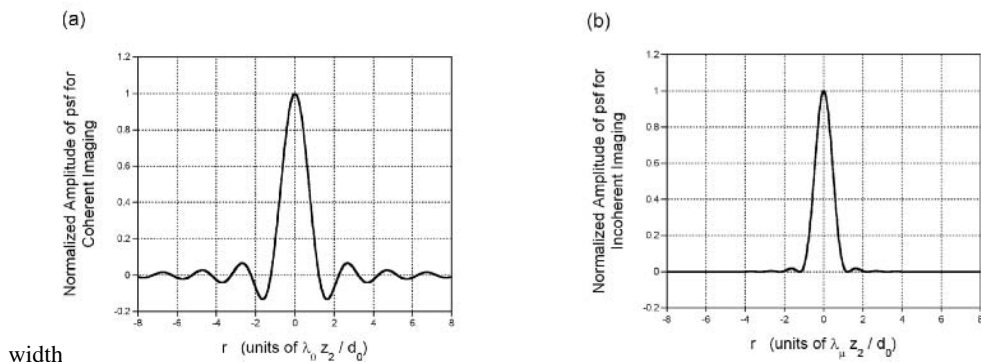 (a)
Normalized Amplitude of psf for
Coherent Imaging
1.2
1
0.8
0.6
0.4
0.2
0
-0.2
-8 -6 -4 -2 0 2 4 6 8
r (units of λ₀ z₂ / d₀)
(b)
Normalized Amplitude of psf for
Incoherent Imaging
1.2
1
0.8
0.6
0.4
0.2
0
-0.2
-8 -6 -4 -2 0 2 4 6 8
r (units of λμ z₂ / d₀)
width